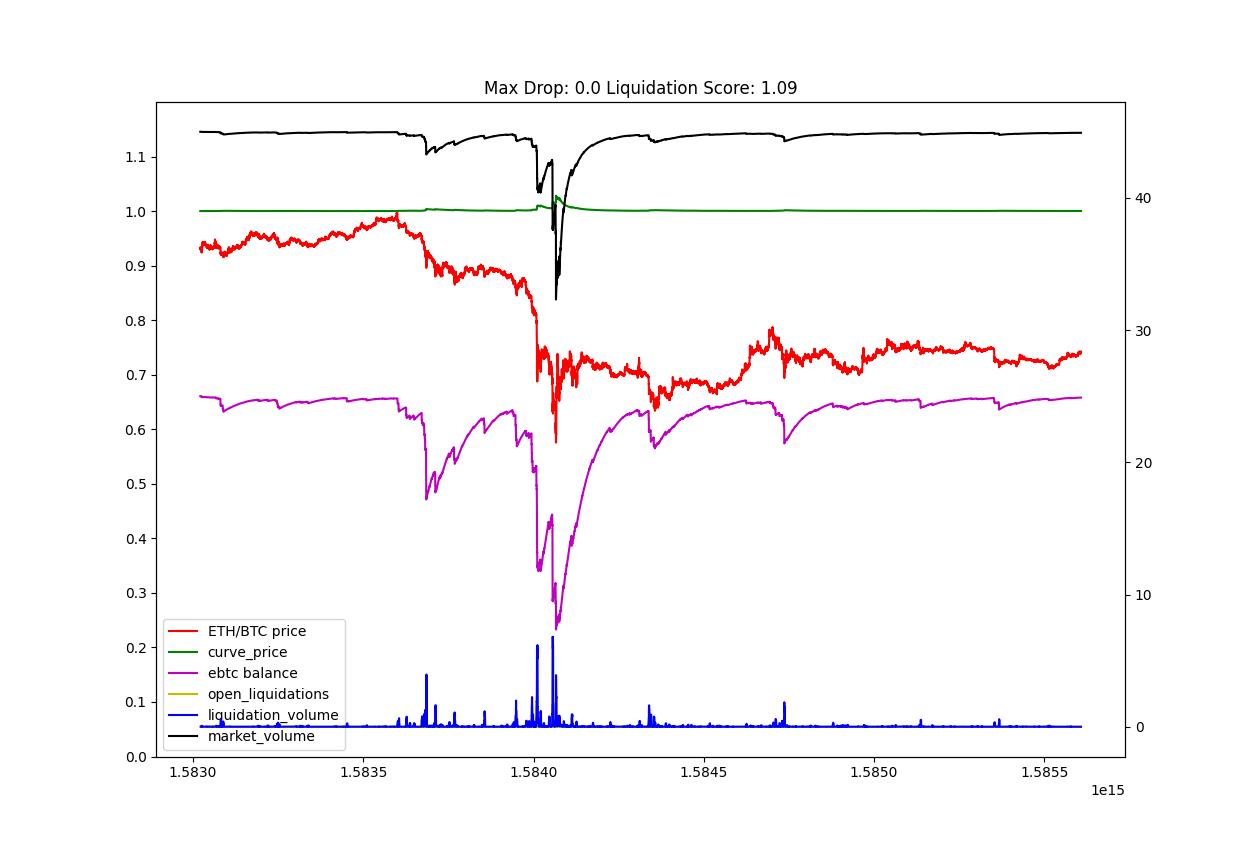 Max Drop: 0.0 Liquidation Score: 1.09
1.1
1.0
0.9
0.8
0.7
0.6
0.5
0.4
0.3
0.2
0.1
0.0
40
30
20
10
0
ETH/BTC price
curve_price
ebtc balance
open_liquidations
liquidation_volume
market_volume
1.5830 1.5835 1.5840 1.5845 1.5850 1.5855
1e15